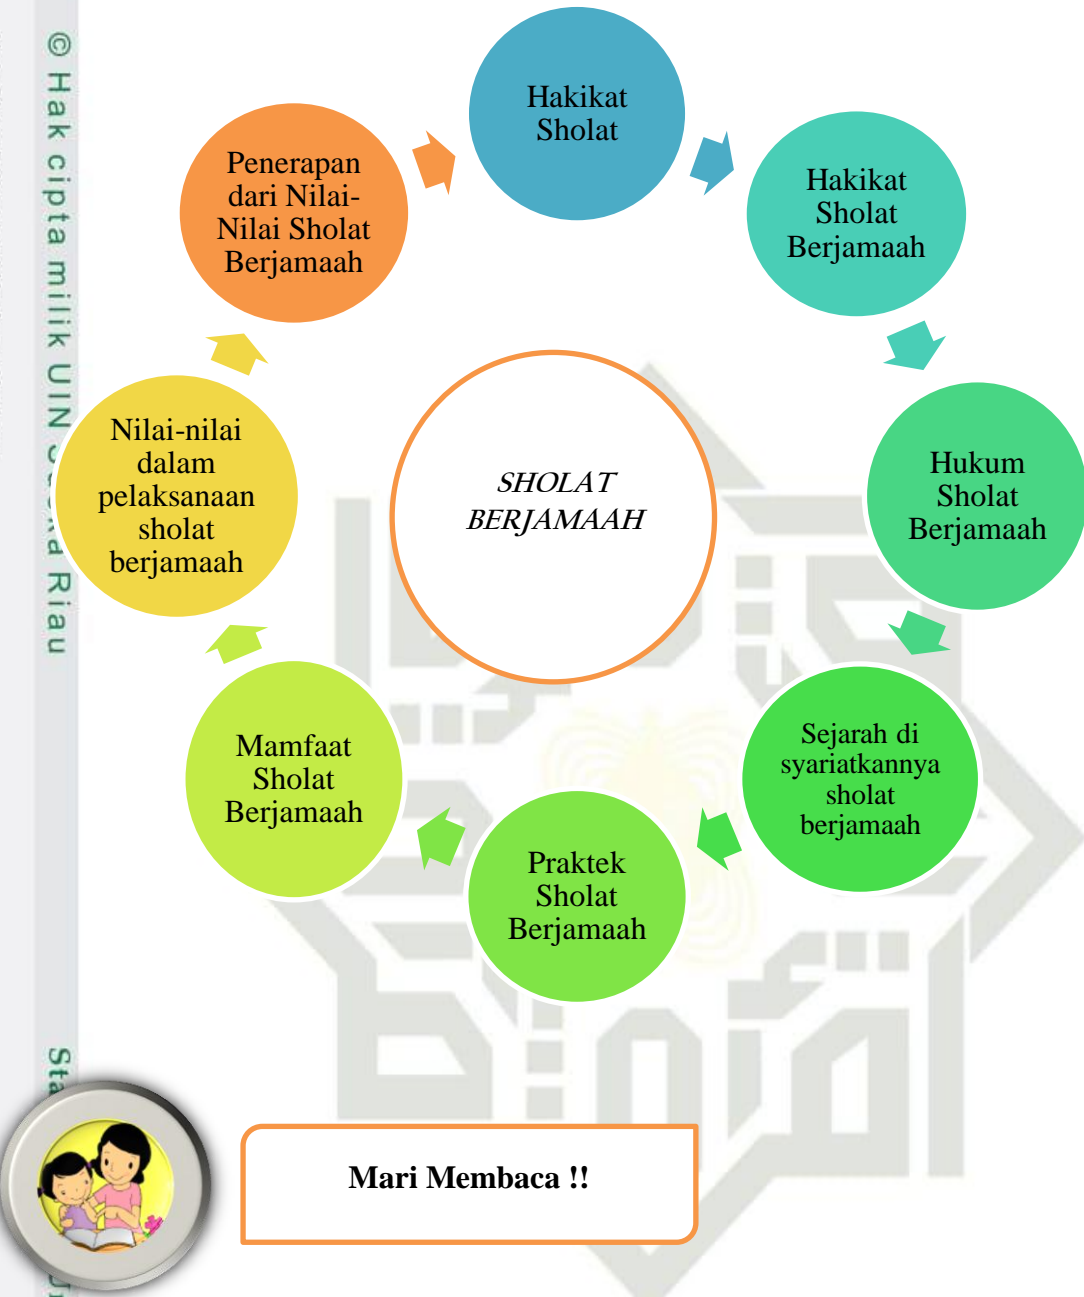 © Hak cipta milik UIN Suska Riau
Hakikat
Sholat
Hakikat
Sholat
Berjamaah
Hukum
Sholat
Berjamaah
Sejarah di
syariatkannya
sholat
berjamaah
Praktek
Sholat
Berjamaah
Mamfaat
Sholat
Berjamaah
Nilai-nilai
dalam
pelaksanaan
sholat
berjamaah
Penerapan
dari Nilai-
Nilai Sholat
Berjamaah
SHOLAT
BERJAMAAH
Mari Membaca !!